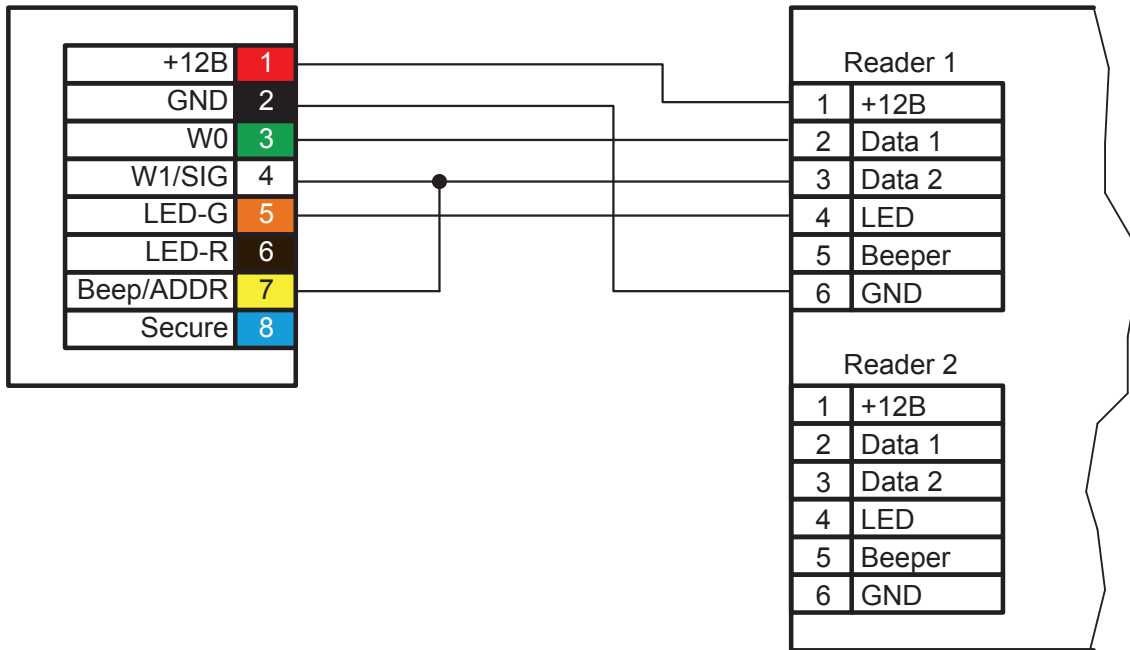 +12В 1
GND 2
W0 3
W1/SIG 4
LED-G 5
LED-R 6
Beep/ADDR 7
Secure 8
Reader 1
1 +12В
2 Data 1
3 Data 2
4 LED
5 Beeper
6 GND
Reader 2
1 +12В
2 Data 1
3 Data 2
4 LED
5 Beeper
6 GND